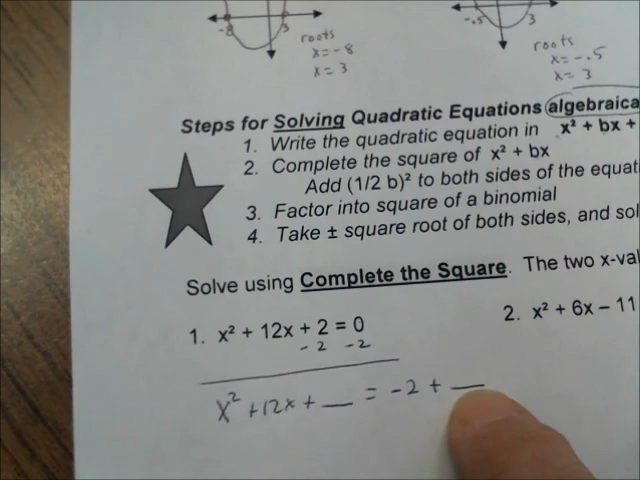 -8 3 -.5 3
roots roots
x=-8 x=-.5
x=3 x=3
Steps for Solving Quadratic Equations algebraica
1. Write the quadratic equation in x² + bx +
2. Complete the square of x² + bx
Add (1/2 b)² to both sides of the equati
3. Factor into square of a binomial
4. Take ± square root of both sides, and sol
Solve using Complete the Square. The two x-val
1. x² + 12x + 2 = 0 2. x² + 6x – 11
-2 -2
x² +12x + __ = -2 + __